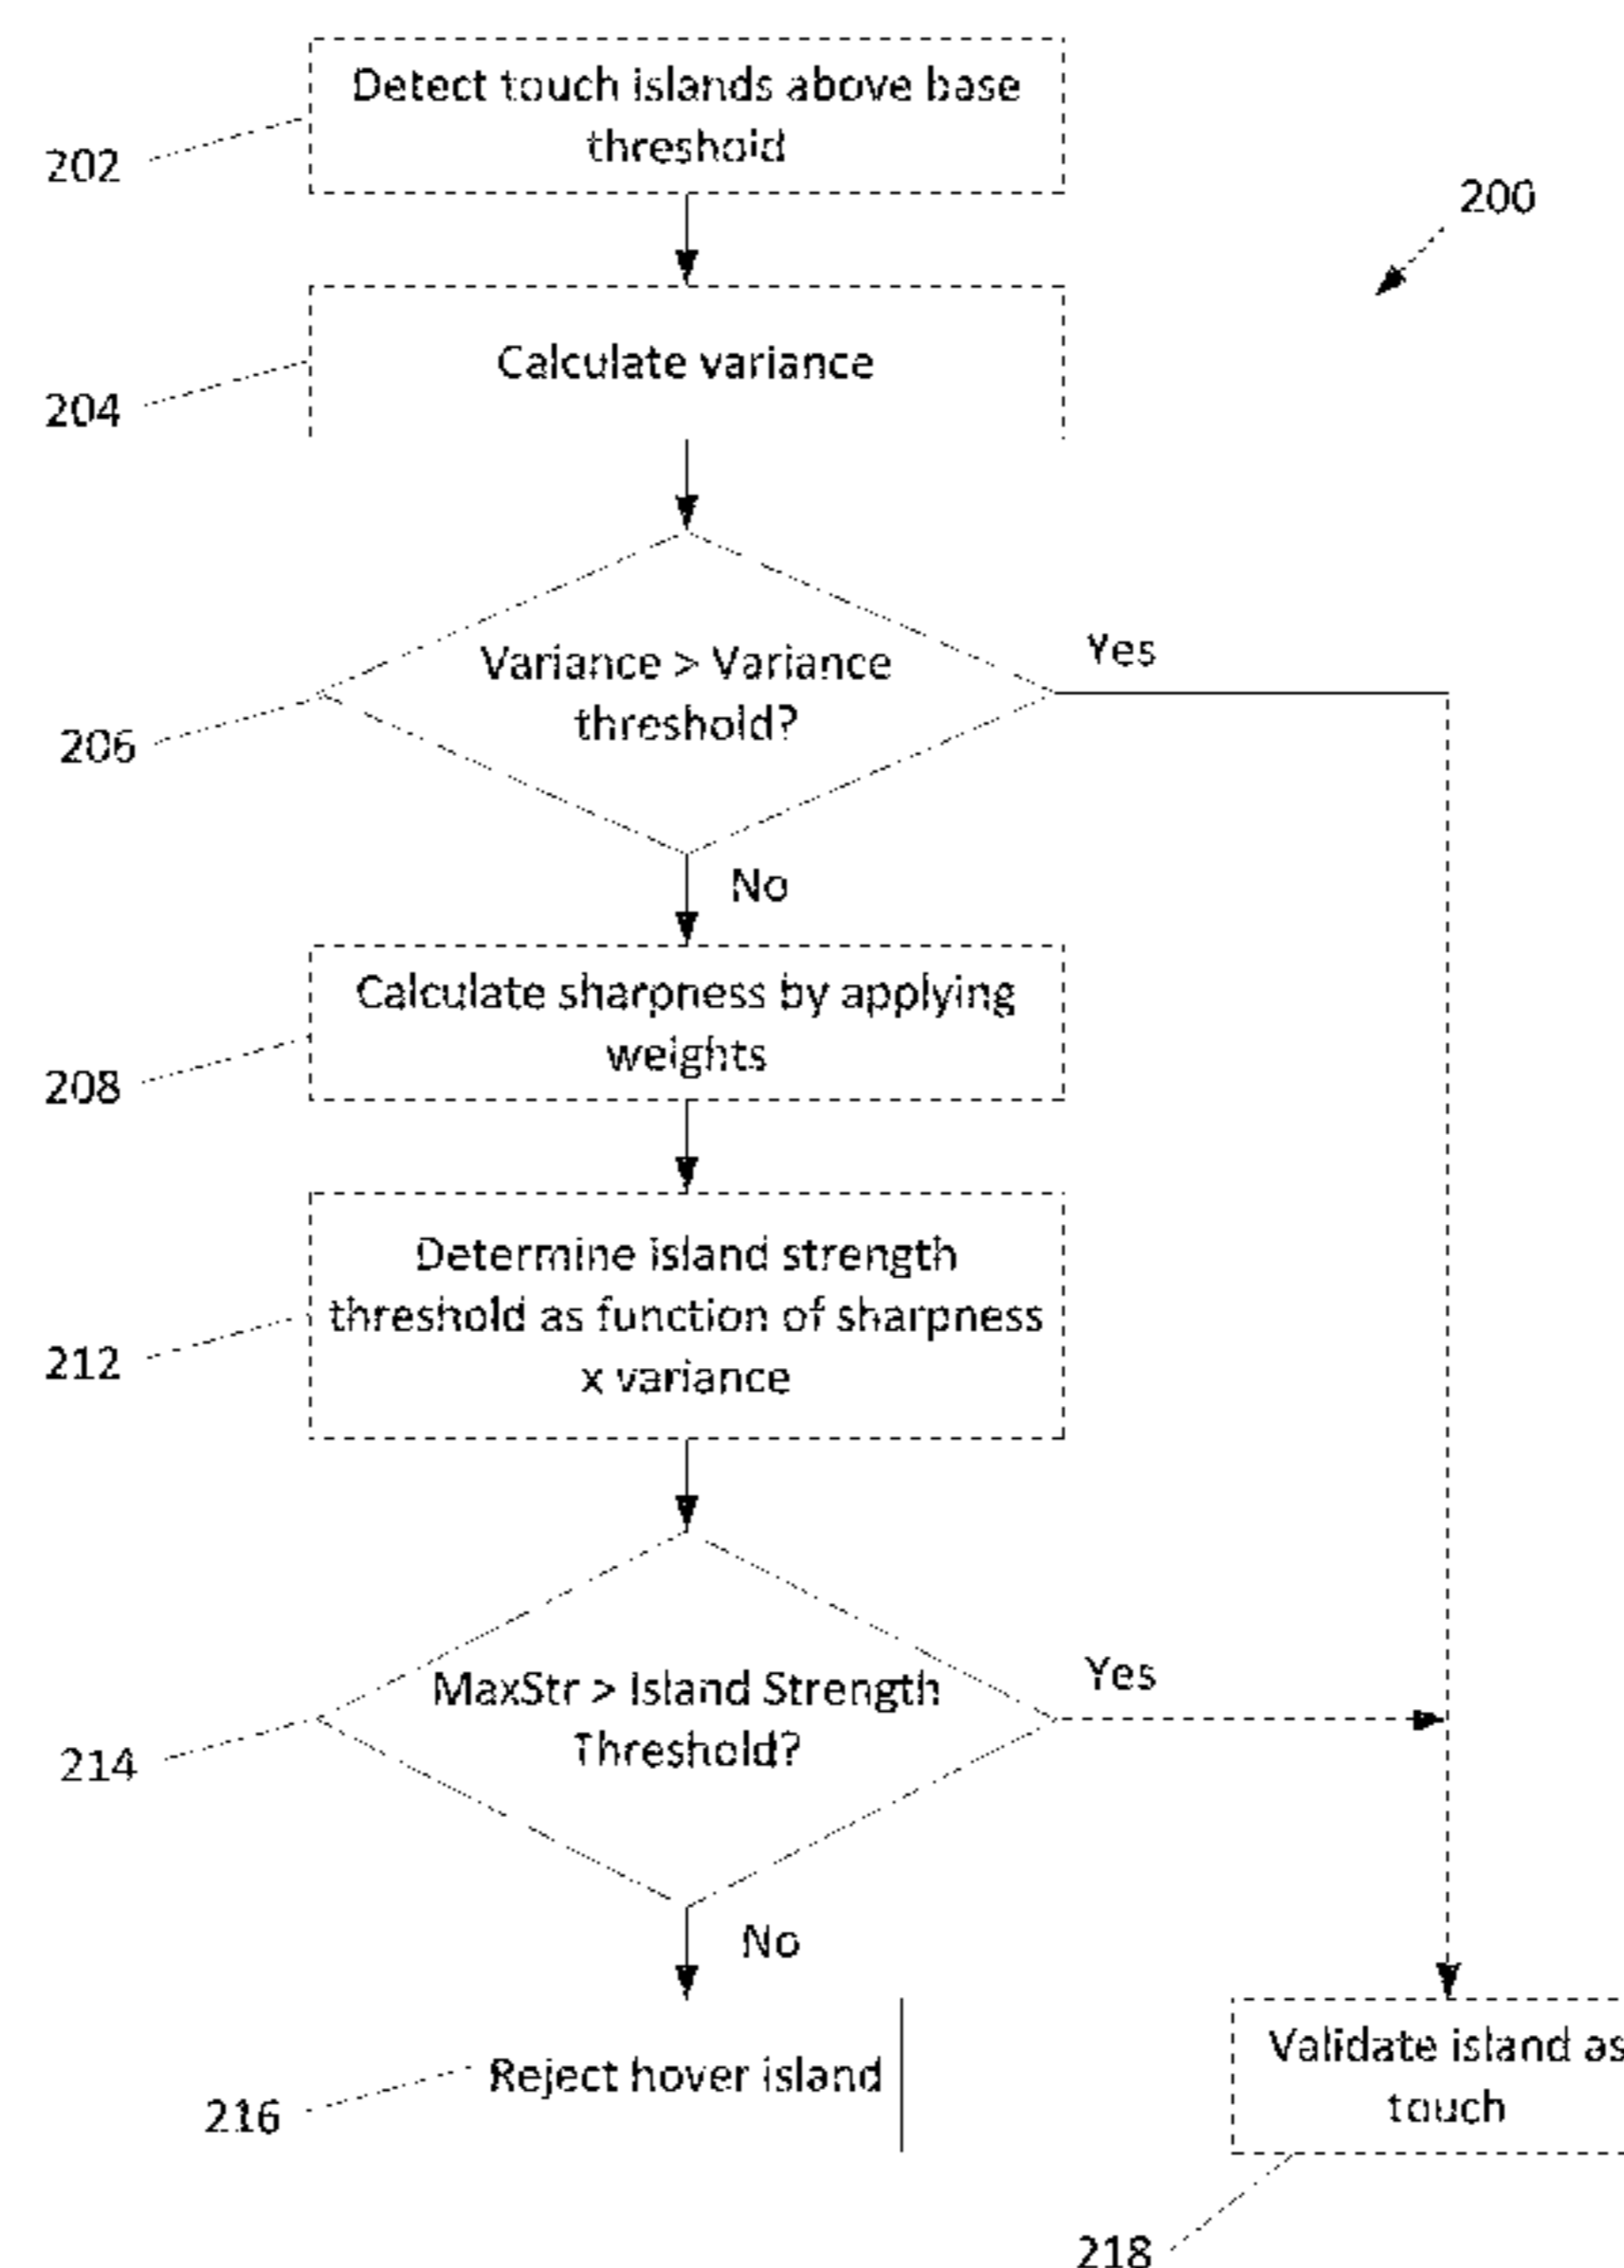 Detect touch islands above base
threshold
202
200
Calculate variance
204
Variance > Variance
threshold?
Yes
206
No
Calculate sharpness by applying
weights
208
Determine island strength
threshold as function of sharpness
x variance
212
MaxStr > Island Strength
Threshold?
Yes
214
No
Reject hover island
216
Validate island as
touch
218